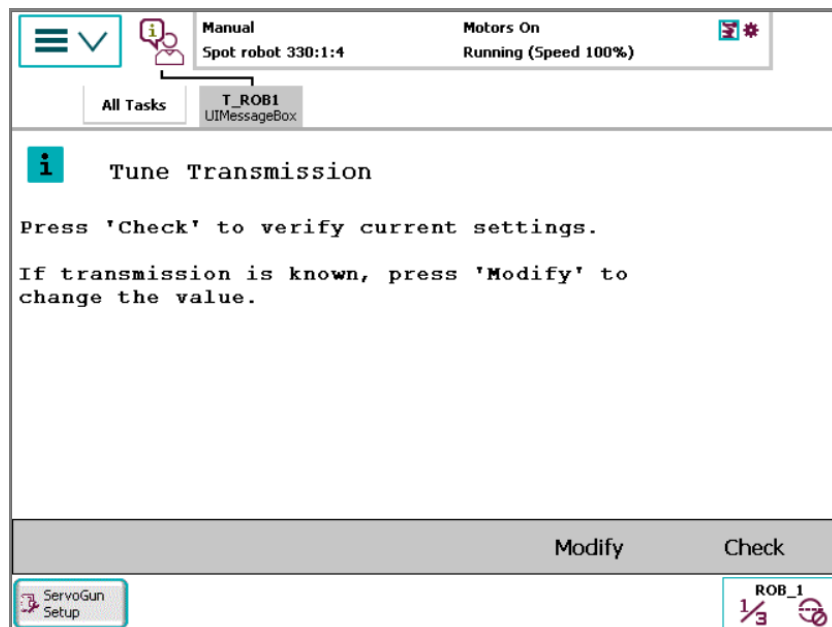 Manual
Motors On
Spot robot 330:1:4
Running (Speed 100%)
All Tasks
T_ROB1
UIMessageBox
i
Tune Transmission
Press 'Check' to verify current settings.
If transmission is known, press 'Modify' to
change the value.
Modify
Check
ServoGun
Setup
ROB_1
1/3